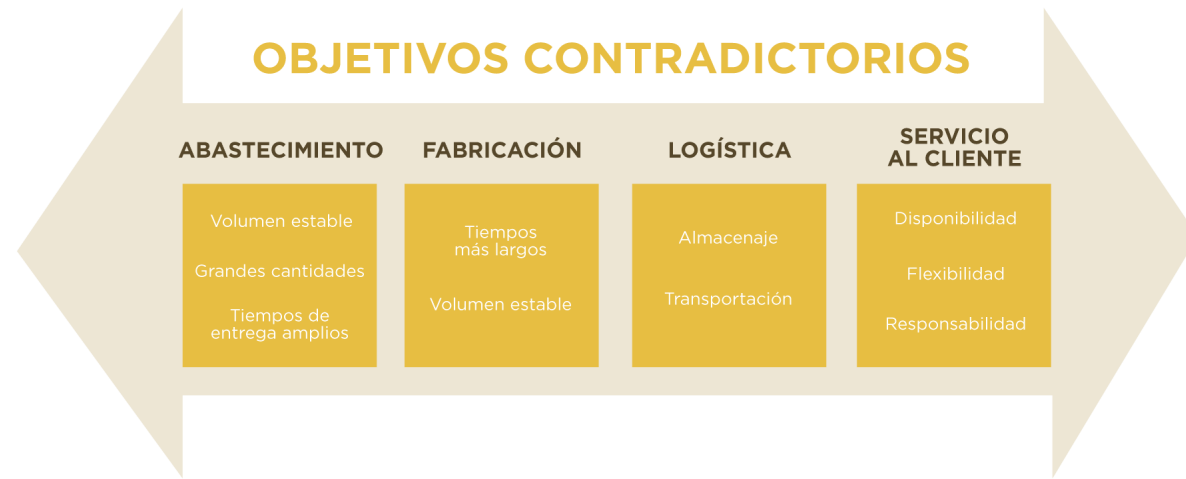 OBJETIVOS CONTRADICTORIOS
ABASTECIMIENTO
Volumen estable
Grandes cantidades
Tiempos de
entrega amplios
FABRICACIÓN
Tiempos
más largos
Volumen estable
LOGÍSTICA
Almacenaje
Transportación
SERVICIO
AL CLIENTE
Disponibilidad
Flexibilidad
Responsabilidad